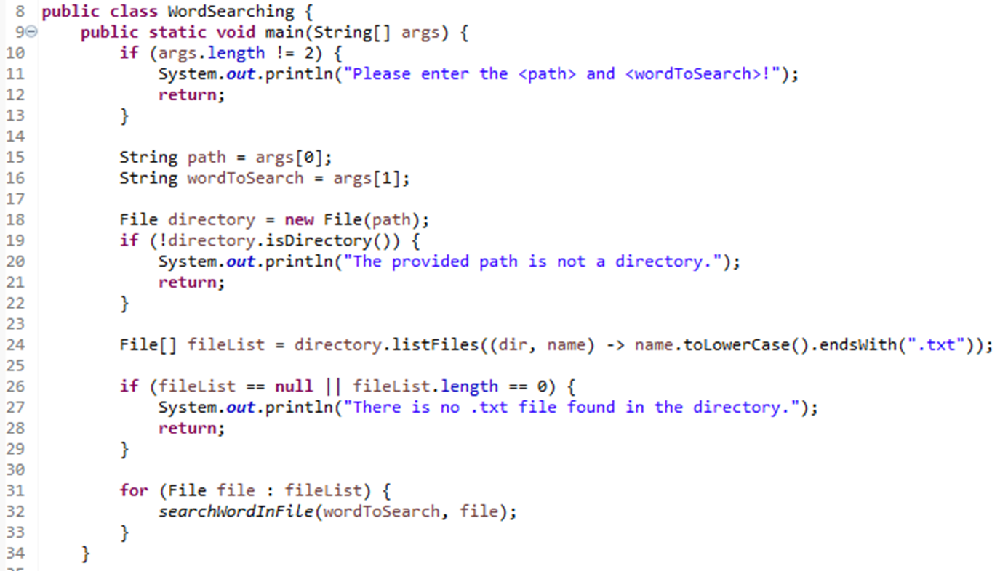 8 public class WordSearching {
9 public static void main(String[] args) {
10 if (args.length != 2) {
11 System.out.println("Please enter the <path> and <wordToSearch>!");
12 return;
13 }
14
15 String path = args[0];
16 String wordToSearch = args[1];
17
18 File directory = new File(path);
19 if (!directory.isDirectory()) {
20 System.out.println("The provided path is not a directory.");
21 return;
22 }
23
24 File[] fileList = directory.listFiles((dir, name) -> name.toLowerCase().endsWith(".txt"));
25
26 if (fileList == null || fileList.length == 0) {
27 System.out.println("There is no .txt file found in the directory.");
28 return;
29 }
30
31 for (File file : fileList) {
32 searchWordInFile(wordToSearch, file);
33 }
34 }